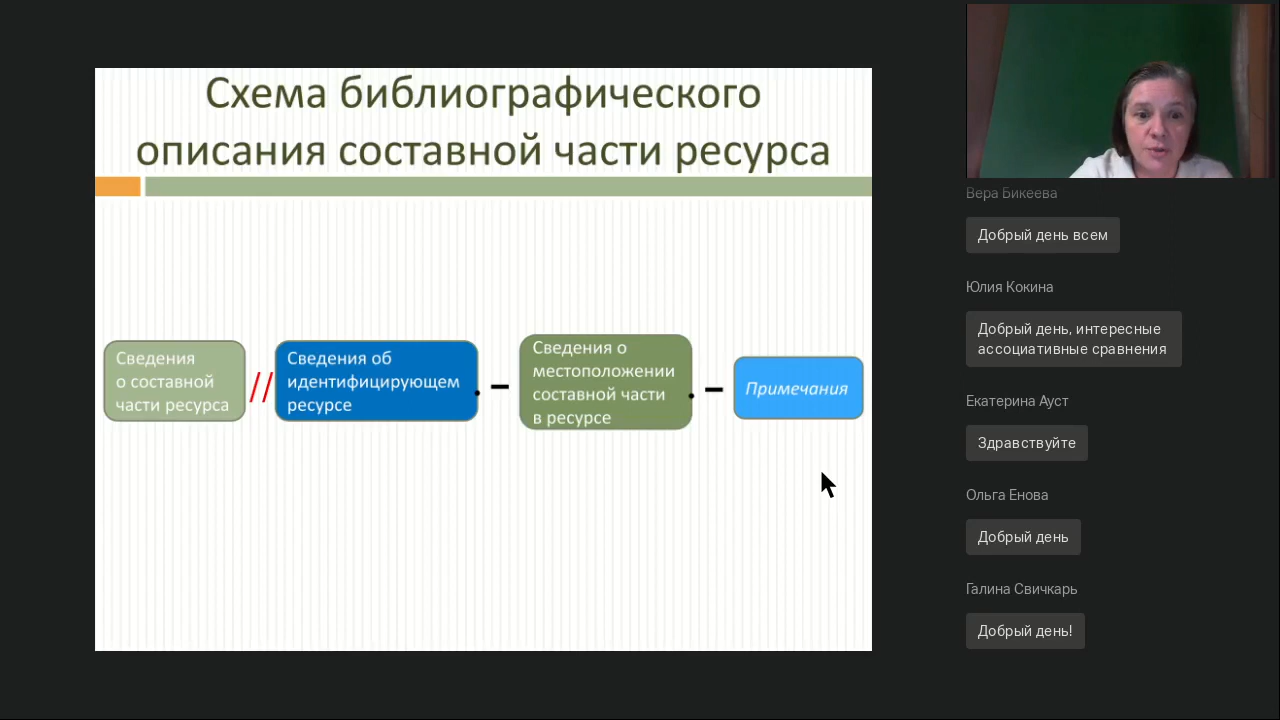 Схема библиографического
описания составной части ресурса
Сведения
о составной
части ресурса
//
Сведения об
идентифицирующем
ресурсе
. –
Сведения о
местоположении
составной части
в ресурсе
. –
Примечания
Вера Бикеева
Добрый день всем
Юлия Кокина
Добрый день, интересные
ассоциативные сравнения
Екатерина Ауст
Здравствуйте
Ольга Енова
Добрый день
Галина Свичкарь
Добрый день!